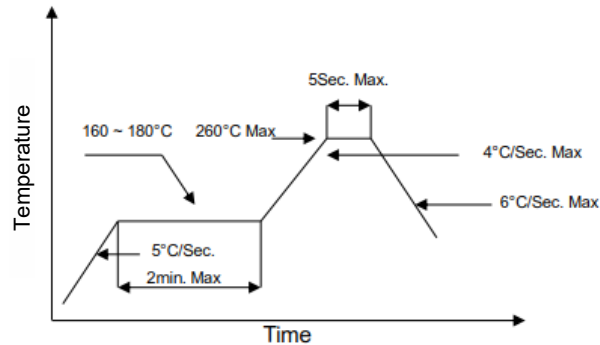 5Sec. Max.
160 ~ 180°C
260°C Max
4°C/Sec. Max
6°C/Sec. Max
5°C/Sec.
2min. Max
Temperature
Time